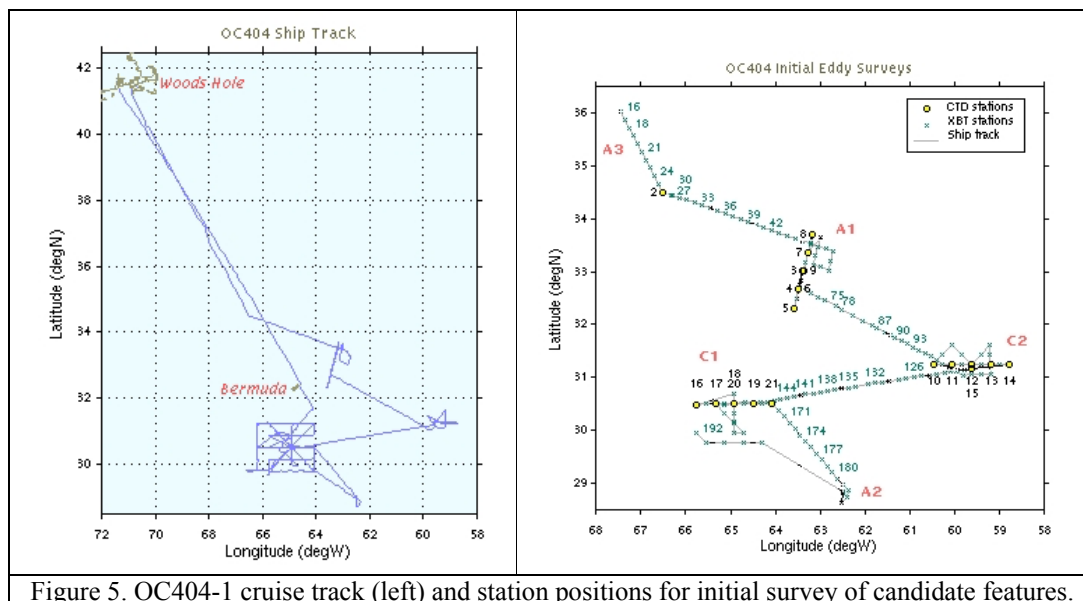 OC404 Ship Track
42
40
38
36
34
32
30
72 70 68 66 64 62 60 58
Latitude (degN)
Longitude (degW)
Woods Hole
Bermuda
OC404 Initial Eddy Surveys
36
35
34
33
32
31
30
29
68 67 66 65 64 63 62 61 60 59 58
Latitude (degN)
Longitude (degW)
CTD stations
XBT stations
Ship track
16
18
A3
21
24
30
2 27
33
36
39
42
8 A1
7
3 9
4 6
5
75
78
87
90
93
C2
C1
18
16 17 20 19 21
144 141 138 135 132 126
10 11 12 13 14
15
171
174
192
177
180
A2
Figure 5. OC404-1 cruise track (left) and station positions for initial survey of candidate features.